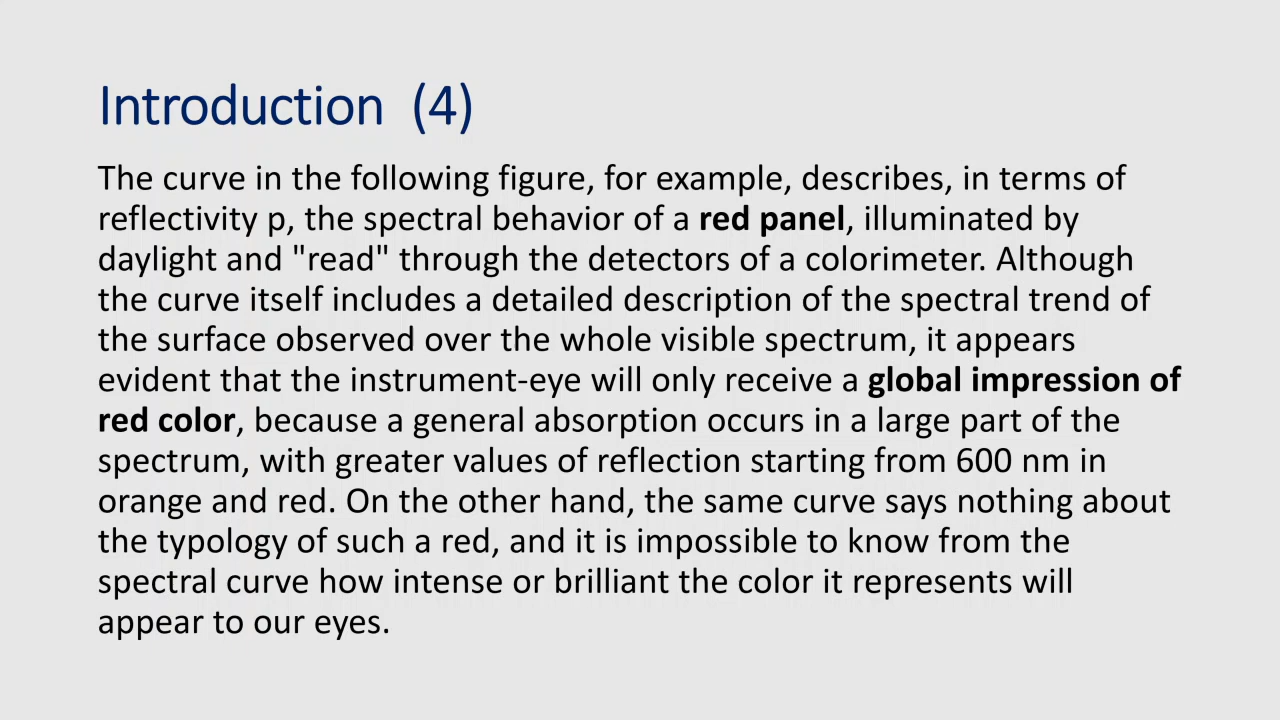 Introduction (4)
The curve in the following figure, for example, describes, in terms of
reflectivity p, the spectral behavior of a red panel, illuminated by
daylight and "read" through the detectors of a colorimeter. Although
the curve itself includes a detailed description of the spectral trend of
the surface observed over the whole visible spectrum, it appears
evident that the instrument-eye will only receive a global impression of
red color, because a general absorption occurs in a large part of the
spectrum, with greater values of reflection starting from 600 nm in
orange and red. On the other hand, the same curve says nothing about
the typology of such a red, and it is impossible to know from the
spectral curve how intense or brilliant the color it represents will
appear to our eyes.